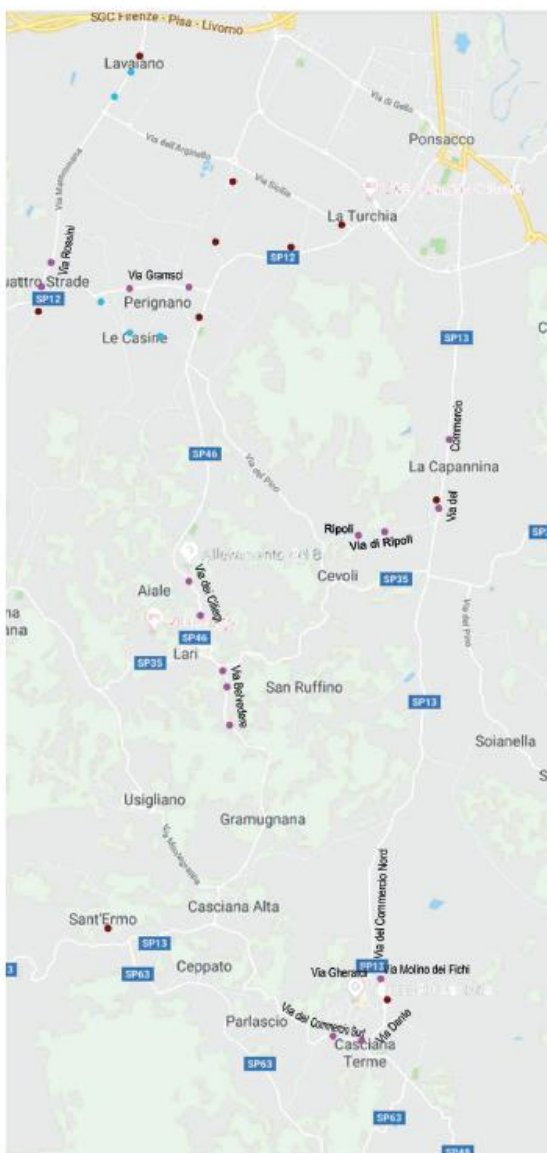 SGC Firenze - Pisa - Livorno
Lavaiano
Via di Gello
Ponsacco
Via dell'Arginello
Via Sicilia
La Turchia
Via Rossini
SP12
uattro Strade
Via Gramsci
SP12
Perignano
Le Casine
SP13
Commercio
SP46
Via del Pino
La Capannina
Via del
Ripoli
Via di Ripoli
Cevoli
SP35
Aiale
Via dei Ciliegi
SP46
Lari
SP35
Via Belvedere
San Ruffino
Via del Pino
SP13
Soianella
Usigliano
Gramugnana
Via del Commercio Nord
Casciana Alta
Sant'Ermo
SP13
SP63
Ceppato
Via Gherardi
SP13
Via Molino dei Fichi
Parlascio
Via del Commercio Sud
Via Dante
Casciana
Terme
SP63
SP63